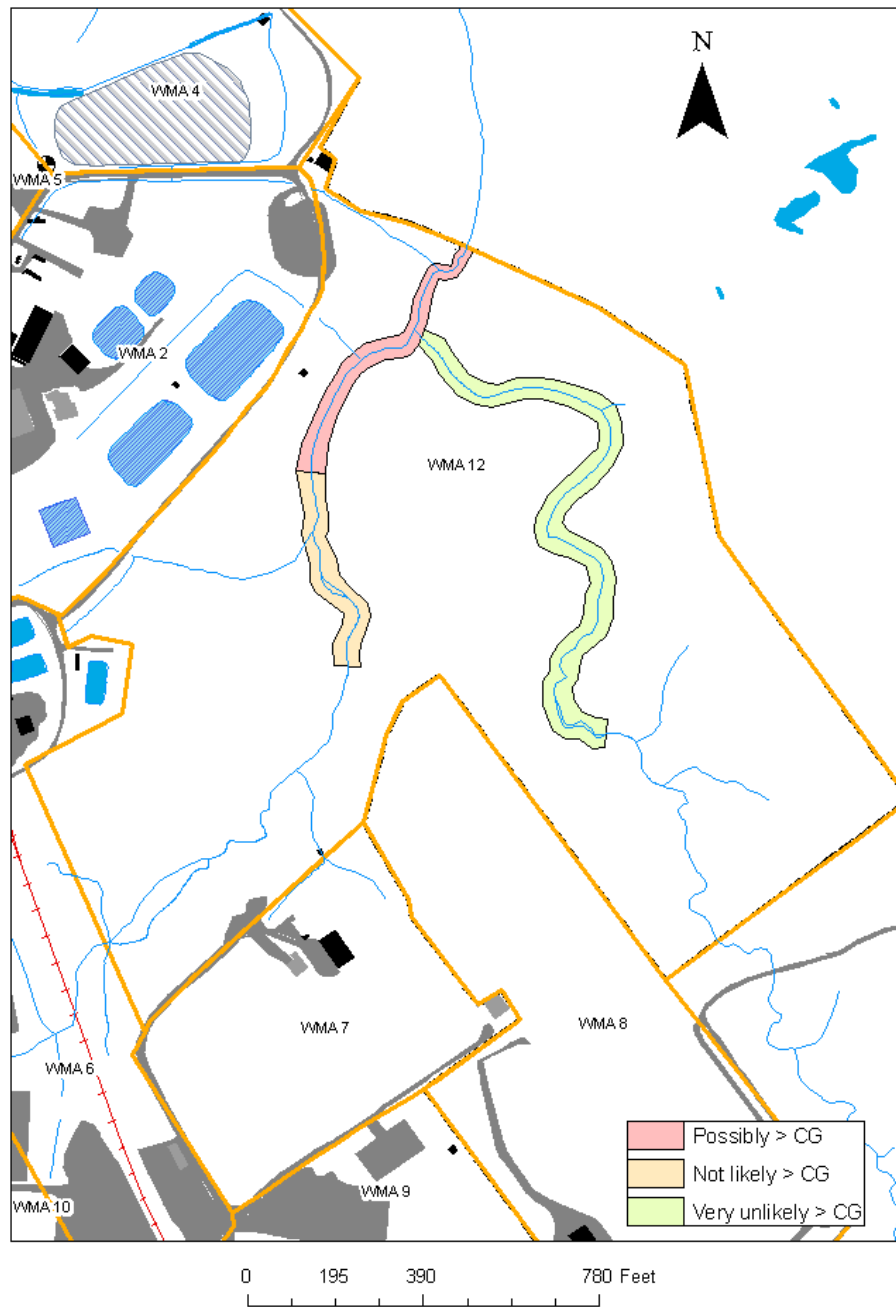 WMA 4
N
WMA 5
WMA 2
WMA 12
WMA 7
WMA 8
WMA 6
WMA 9
WMA 10
Possibly > CG
Not likely > CG
Very unlikely > CG
0 195 390 780 Feet